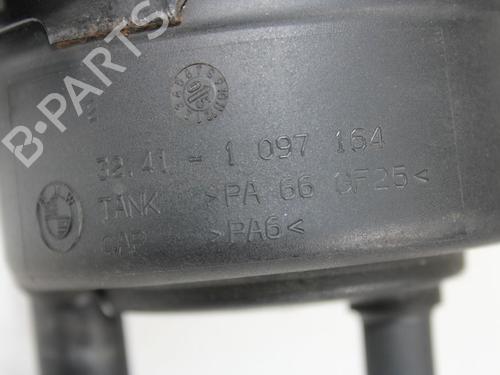 B-PARTS
32.41 - 1 097 164
TANK >PA 66 GF25<
CAP >PA6<